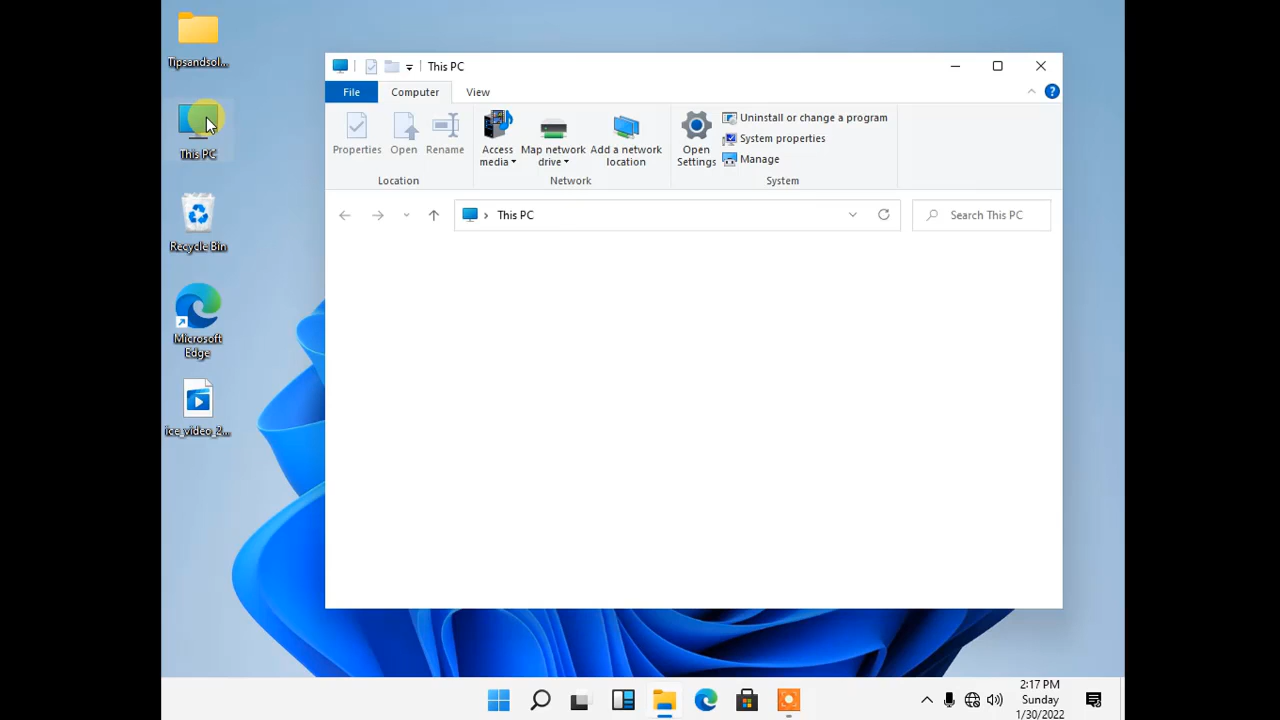 Tipsandsol...
This PC
Recycle Bin
Microsoft
Edge
ice_video_2...
This PC
File
Computer
View
Properties
Open
Rename
Access
media
Map network
drive
Add a network
location
Open
Settings
Uninstall or change a program
System properties
Manage
Location
Network
System
This PC
Search This PC
2:17 PM
Sunday
1/30/2022